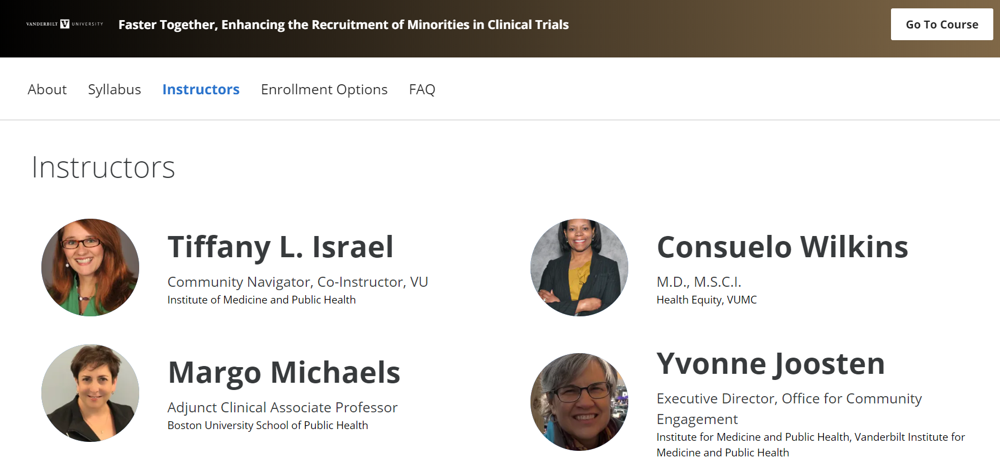 VANDERBILT V UNIVERSITY
Faster Together, Enhancing the Recruitment of Minorities in Clinical Trials
Go To Course
About
Syllabus
Instructors
Enrollment Options
FAQ
Instructors
Tiffany L. Israel
Community Navigator, Co-Instructor, VU
Institute of Medicine and Public Health
Consuelo Wilkins
M.D., M.S.C.I.
Health Equity, VUMC
Margo Michaels
Adjunct Clinical Associate Professor
Boston University School of Public Health
Yvonne Joosten
Executive Director, Office for Community
Engagement
Institute for Medicine and Public Health, Vanderbilt Institute for
Medicine and Public Health